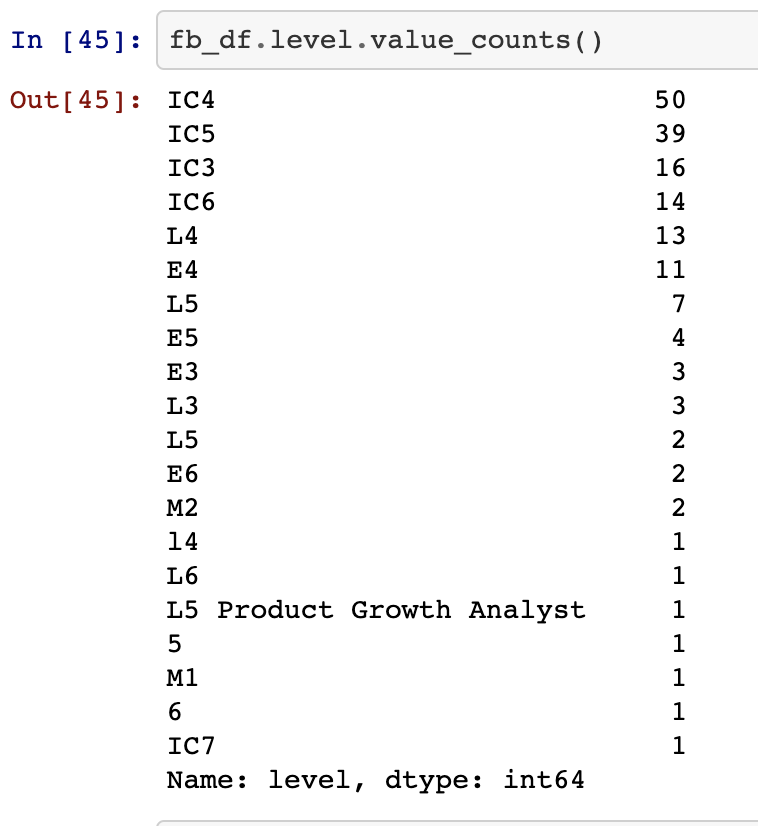 In [45]: fb_df.level.value_counts()
Out[45]: IC4 50
IC5 39
IC3 16
IC6 14
L4 13
E4 11
L5 7
E5 4
E3 3
L3 3
L5 2
E6 2
M2 2
l4 1
L6 1
L5 Product Growth Analyst 1
5 1
M1 1
6 1
IC7 1
Name: level, dtype: int64